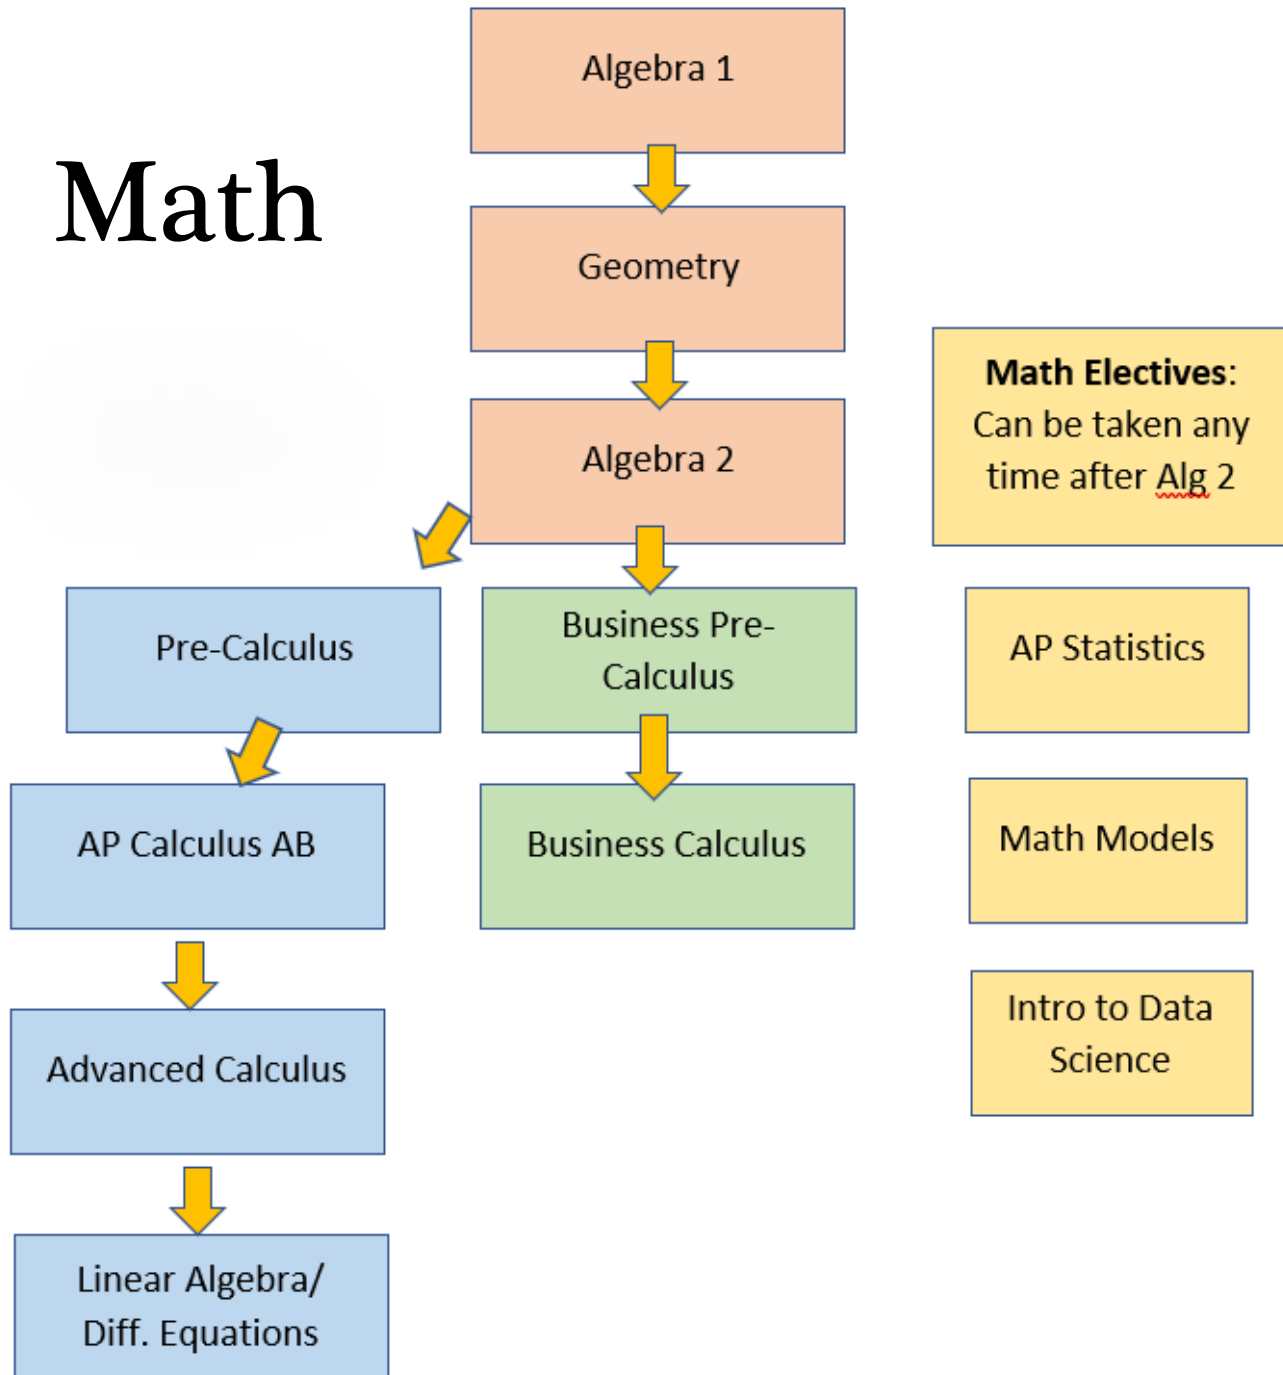 Math
Algebra 1
Geometry
Algebra 2
Math Electives:
Can be taken any
time after Alg 2
Pre-Calculus
Business Pre-
Calculus
AP Statistics
AP Calculus AB
Business Calculus
Math Models
Advanced Calculus
Intro to Data
Science
Linear Algebra/
Diff. Equations